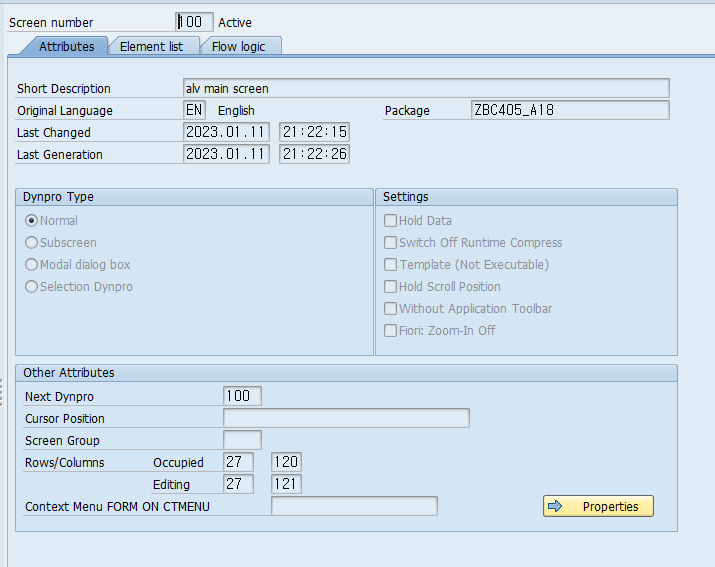 Screen number 100 Active
Attributes Element list Flow logic
Short Description alv main screen
Original Language EN English Package ZBC405_A18
Last Changed 2023.01.11 21:22:15
Last Generation 2023.01.11 21:22:26
Dynpro Type
Normal
Subscreen
Modal dialog box
Selection Dynpro
Settings
Hold Data
Switch Off Runtime Compress
Template (Not Executable)
Hold Scroll Position
Without Application Toolbar
Fiori: Zoom-In Off
Other Attributes
Next Dynpro 100
Cursor Position
Screen Group
Rows/Columns Occupied 27 120
Editing 27 121
Context Menu FORM ON CTMENU
Properties